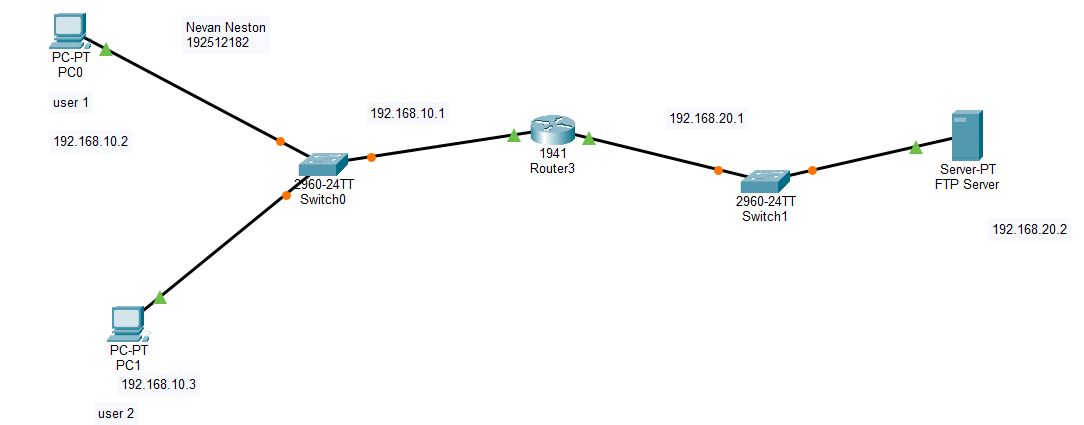 Nevan Neston
192512182
PC-PT
PC0
user 1
192.168.10.2
192.168.10.1
192.168.20.1
1941
Router3
2960-24TT
Switch0
2960-24TT
Switch1
Server-PT
FTP Server
192.168.20.2
PC-PT
PC1
192.168.10.3
user 2